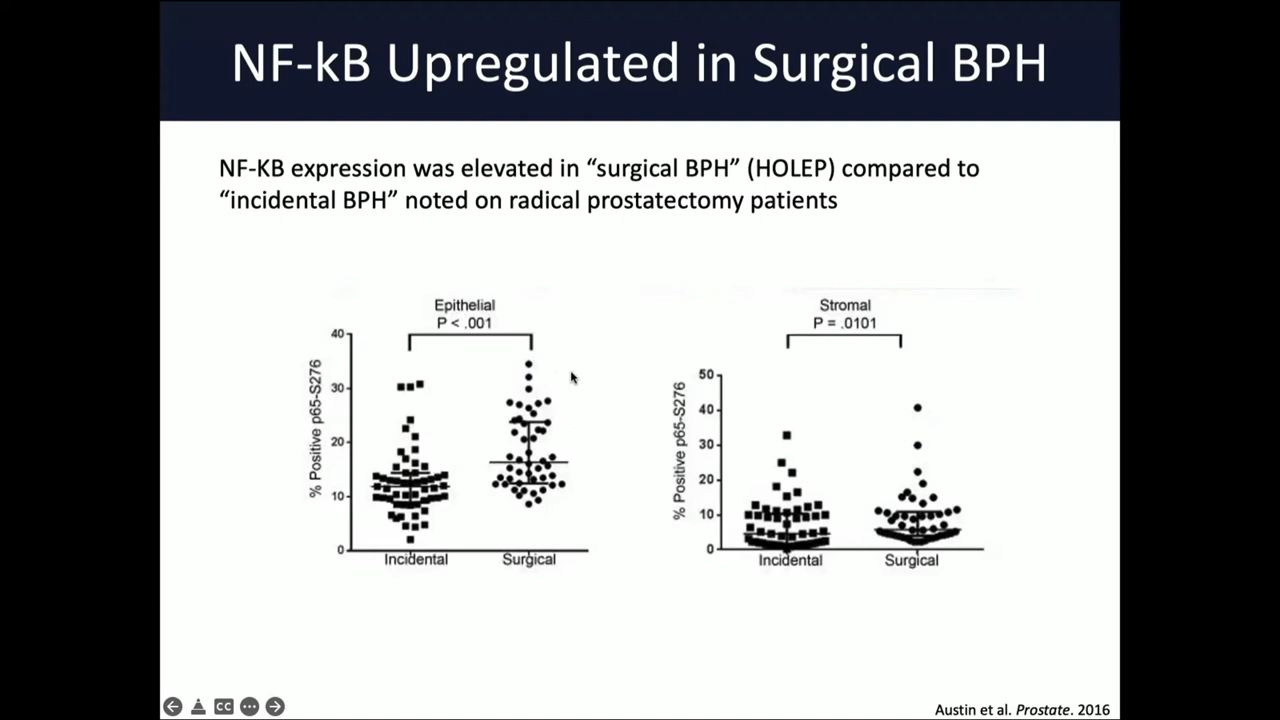 NF-kB Upregulated in Surgical BPH
NF-KB expression was elevated in “surgical BPH” (HOLEP) compared to
“incidental BPH” noted on radical prostatectomy patients
Epithelial
P < .001
40
30
20
10
0
% Positive p65-S276
Incidental
Surgical
Stromal
P = .0101
50
40
30
20
10
0
% Positive p65-S276
Incidental
Surgical
CC
Austin et al. Prostate. 2016